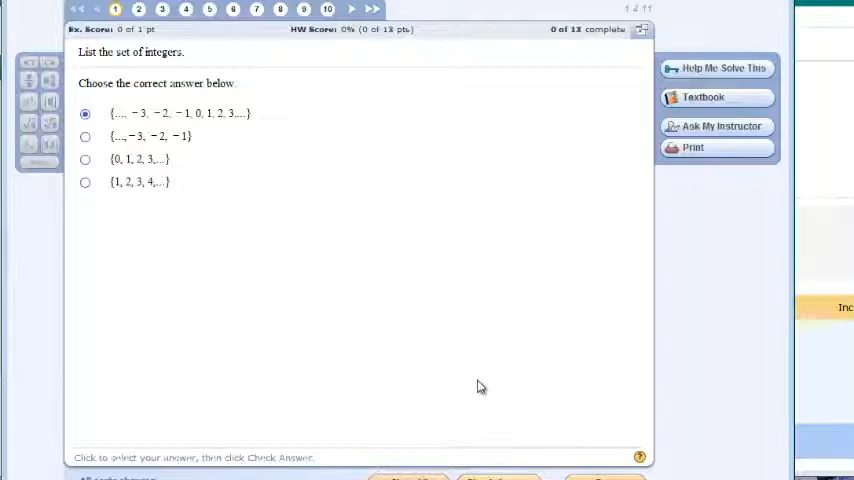 1 2 3 4 5 6 7 8 9 10
1 of 11
Ex. Score: 0 of 1 pt
HW Score: 0% (0 of 13 pts)
0 of 13 complete
List the set of integers.
Choose the correct answer below.
{..., −3, −2, −1, 0, 1, 2, 3,...}
{...,−3, −2, −1}
{0, 1, 2, 3,...}
{1, 2, 3, 4,...}
Help Me Solve This
Textbook
Ask My Instructor
Print
Click to select your answer, then click Check Answer.
?